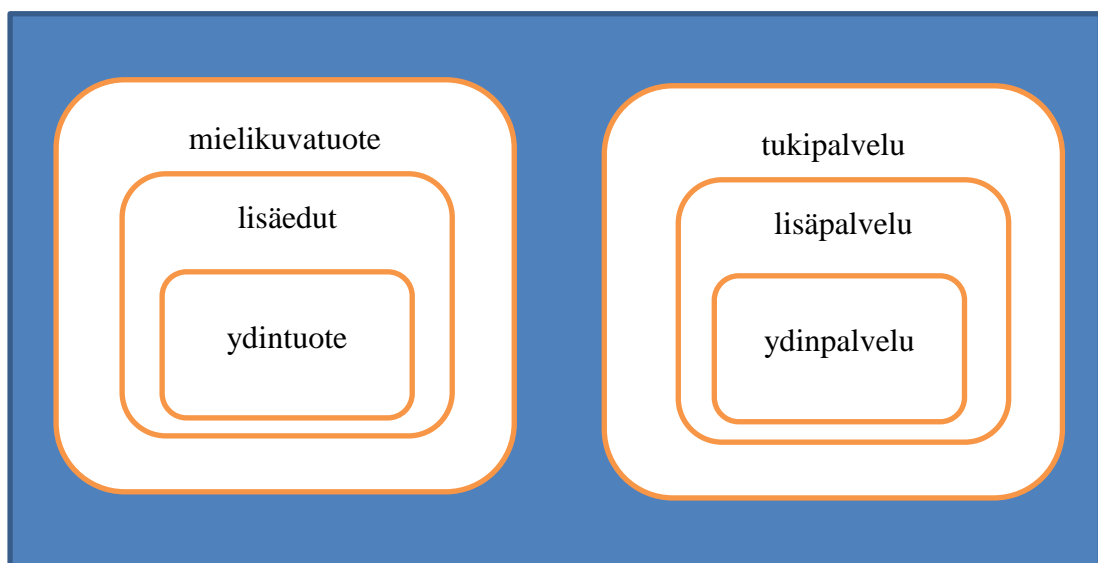 mielikuvatuote
lisäedut
ydintuote
tukipalvelu
lisäpalvelu
ydinpalvelu